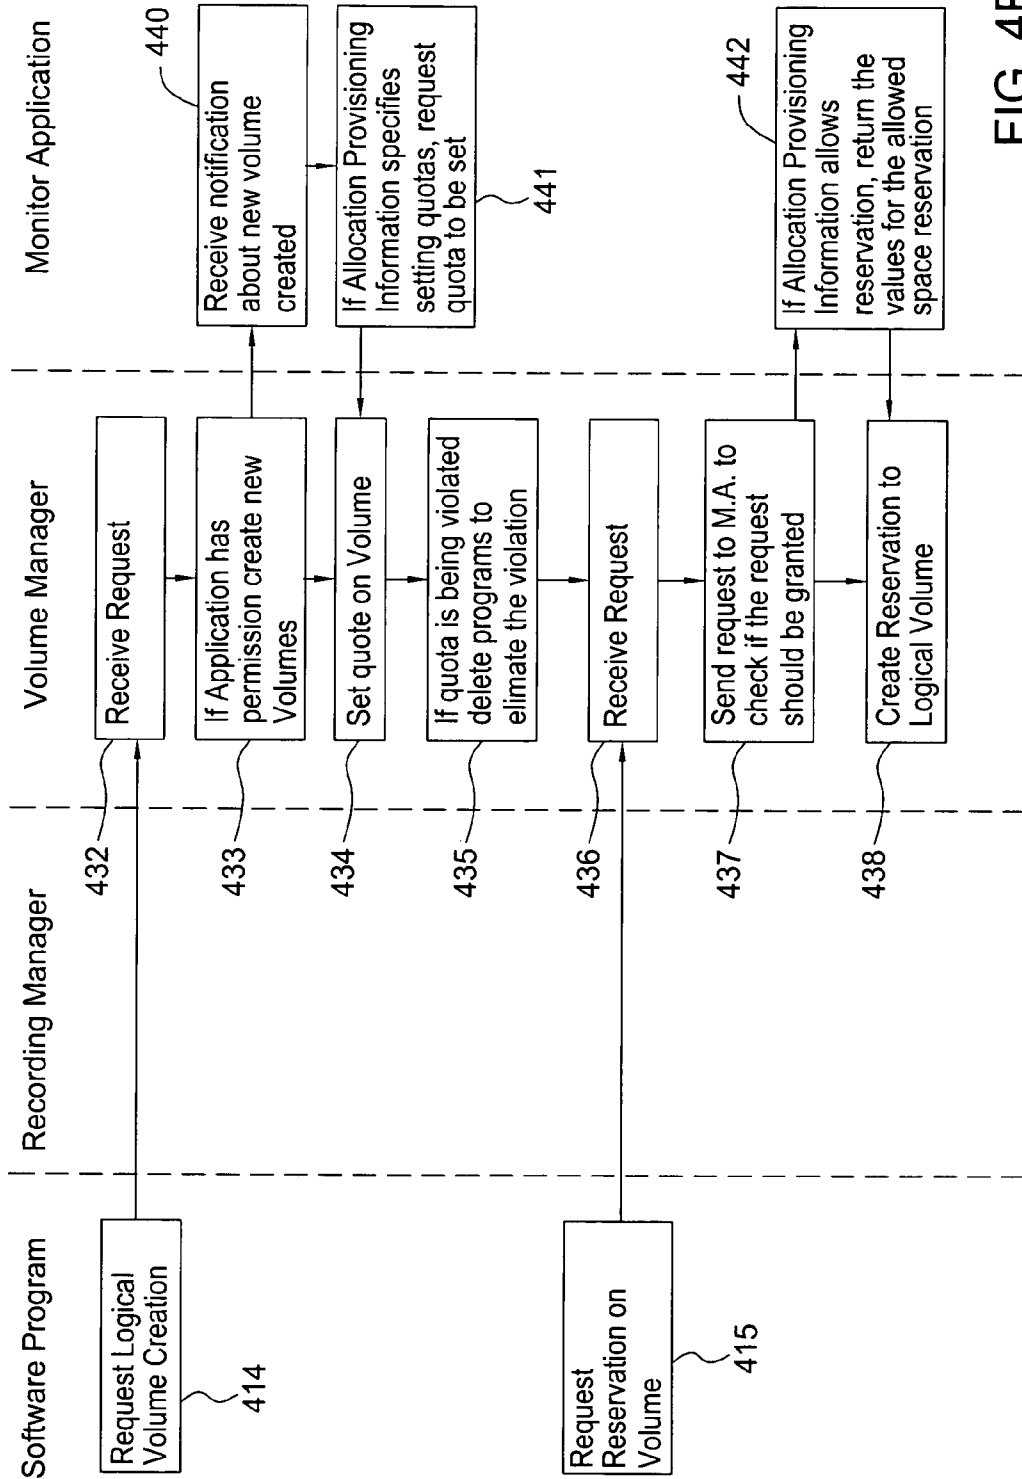 Software Program
Recording Manager
Volume Manager
Monitor Application
Request Logical
Volume Creation
414
432
Receive Request
433
If Application has
permission create new
Volumes
440
Receive notification
about new volume
created
If Allocation Provisioning
Information specifies
setting quotas, request
quota to be set
441
434
Set quote on Volume
435
If quota is being violated
delete programs to
elimate the violation
Request
Reservation on
Volume
415
436
Receive Request
437
Send request to M.A. to
check if the request
should be granted
442
If Allocation Provisioning
Information allows
reservation, return the
values for the allowed
space reservation
438
Create Reservation to
Logical Volume